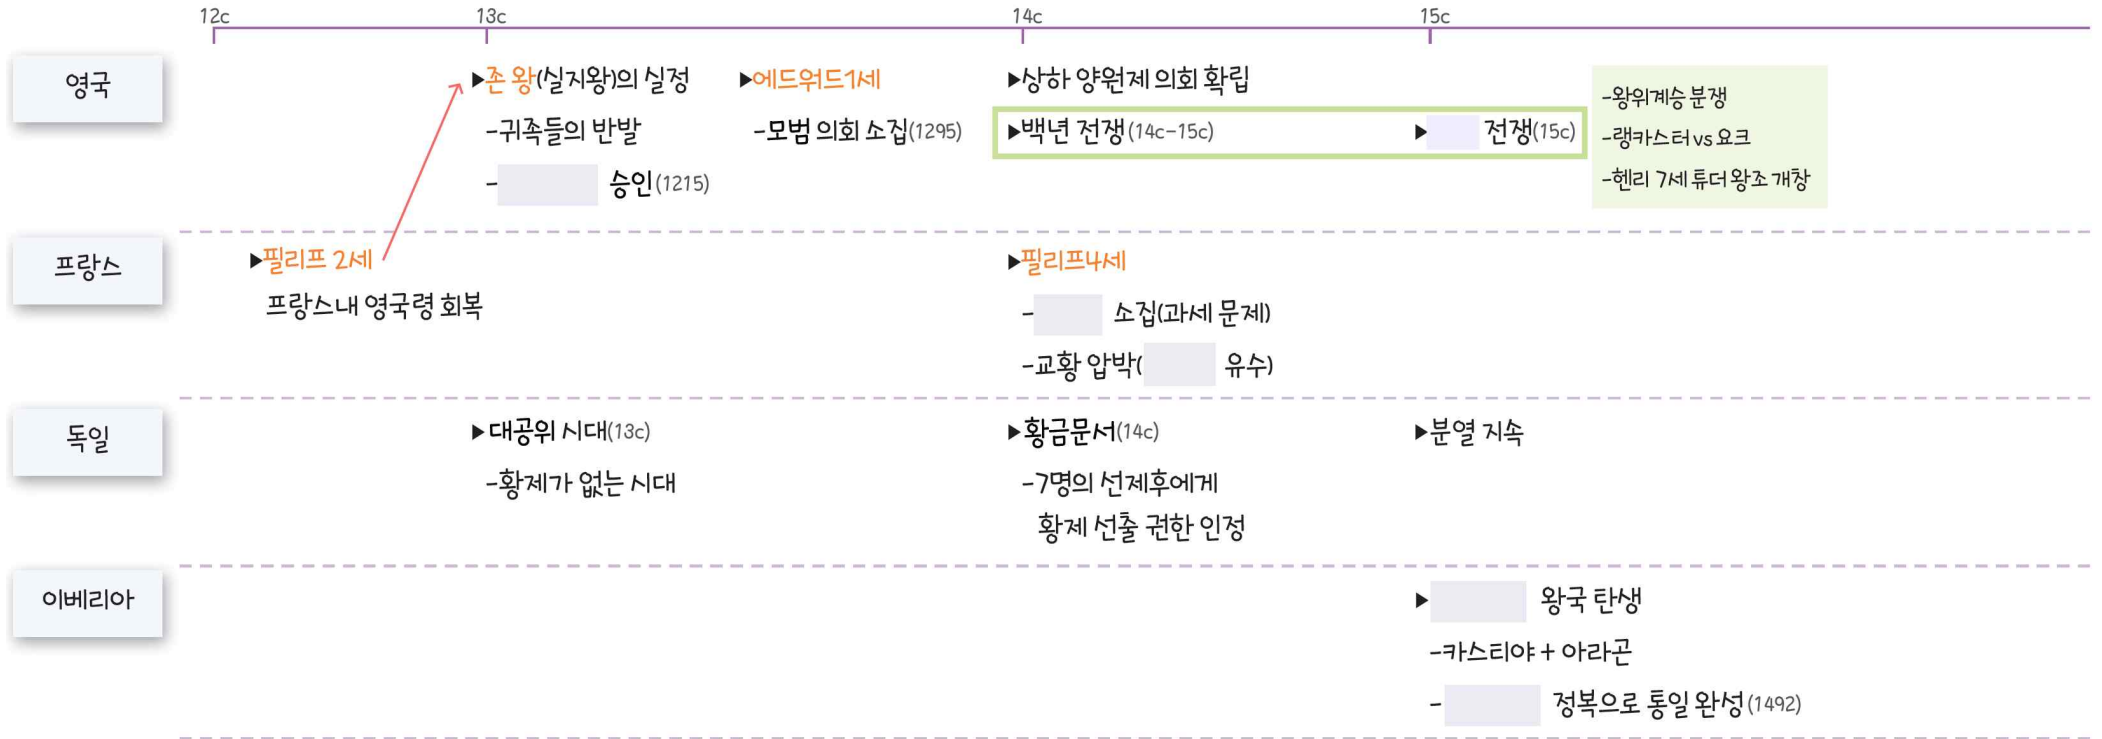 12c 13c 14c 15c
영국
▶존 왕(실지왕)의 실정
-귀족들의 반발
- 승인(1215)
▶에드워드1세
-모범 의회 소집(1295)
▶상하 양원제 의회 확립
▶백년 전쟁(14c-15c)
▶ 전쟁(15c)
-왕위계승 분쟁
-랭카스터 vs 요크
-헨리 7세 튜더 왕조 개창
프랑스
▶필리프 2세
프랑스내 영국령 회복
▶필리프4세
- 소집(과세 문제)
-교황 압박( 유수)
독일
▶대공위 시대(13c)
-황제가 없는 시대
▶황금문서(14c)
-7명의 선제후에게
황제 선출 권한 인정
▶분열 지속
이베리아
▶ 왕국 탄생
-카스티야 + 아라곤
- 정복으로 통일 완성(1492)